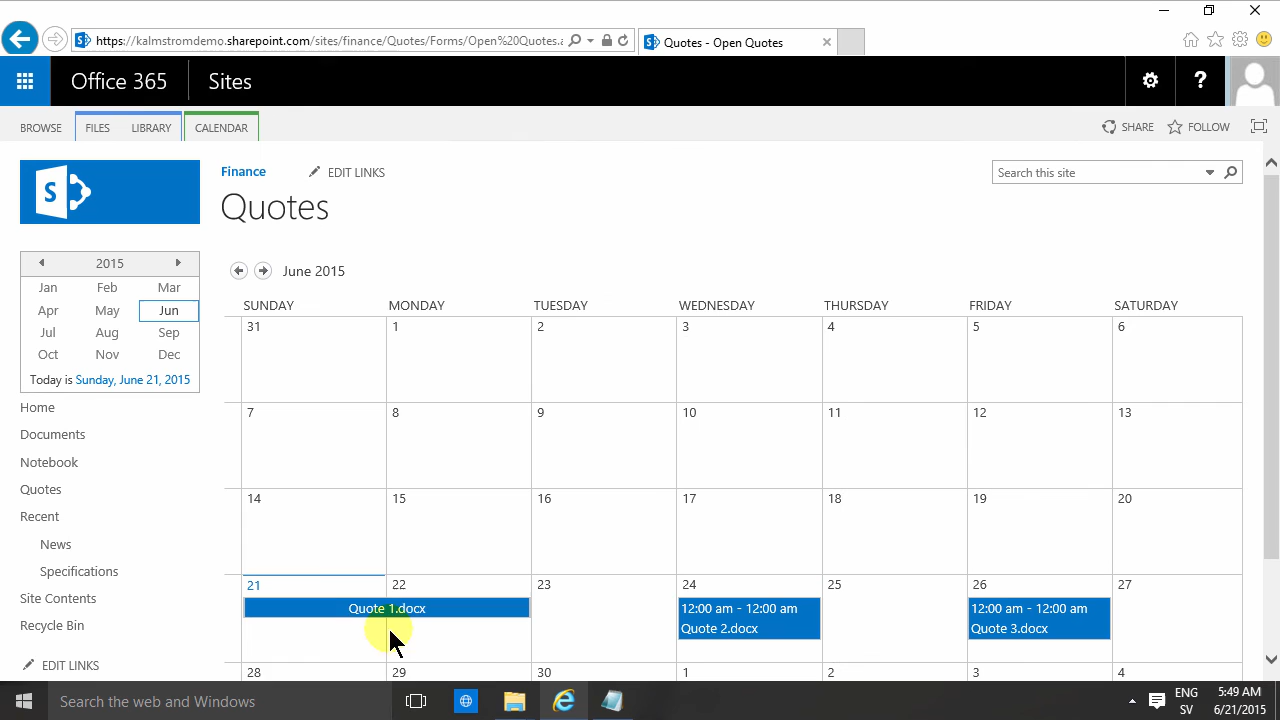 https://kalmstromdemo.sharepoint.com/sites/finance/Quotes/Forms/Open%20Quotes.a
Quotes - Open Quotes
Office 365
Sites
?
BROWSE
FILES
LIBRARY
CALENDAR
SHARE
FOLLOW
S
Finance
EDIT LINKS
Search this site
Quotes
2015
Jan Feb Mar
Apr May Jun
Jul Aug Sep
Oct Nov Dec
Today is Sunday, June 21, 2015
Home
Documents
Notebook
Quotes
Recent
News
Specifications
Site Contents
Recycle Bin
EDIT LINKS
June 2015
SUNDAY MONDAY TUESDAY WEDNESDAY THURSDAY FRIDAY SATURDAY
31 1 2 3 4 5 6
7 8 9 10 11 12 13
14 15 16 17 18 19 20
21 22 23 24 25 26 27
Quote 1.docx
12:00 am - 12:00 am
Quote 2.docx
12:00 am - 12:00 am
Quote 3.docx
28 29 30 1 2 3 4
Search the web and Windows
ENG
SV
5:49 AM
6/21/2015